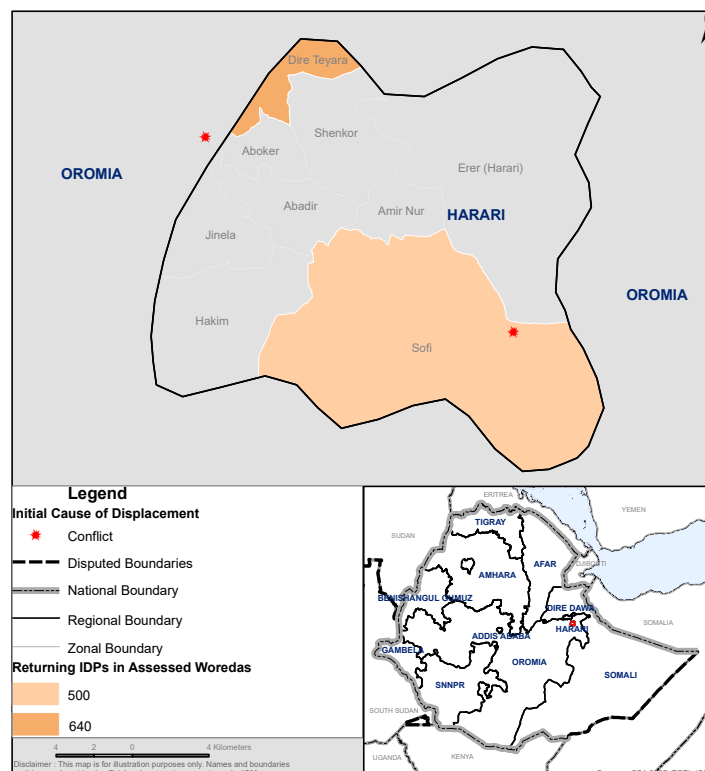 Dire Teyara
Shenkor
Aboker
OROMIA
Erer (Harari)
Abadir
Amir Nur
HARARI
Jinela
OROMIA
Hakim
Sofi
Legend
Initial Cause of Displacement
Conflict
Disputed Boundaries
National Boundary
Regional Boundary
Zonal Boundary
Returning IDPs in Assessed Woredas
500
640
4 2 0 4 Kilometers
Disclaimer : This map is for illustration purposes only. Names and boundaries
ERITREA
YEMEN
SUDAN
TIGRAY
AFAR
DJIBOUTI
AMHARA
BENISHANGUL GUMUZ
DIRE DAWA
SOMALIA
HARARI
ADDIS ABABA
GAMBELA
OROMIA
SOMALI
SNNPR
SOUTH SUDAN
UGANDA
KENYA